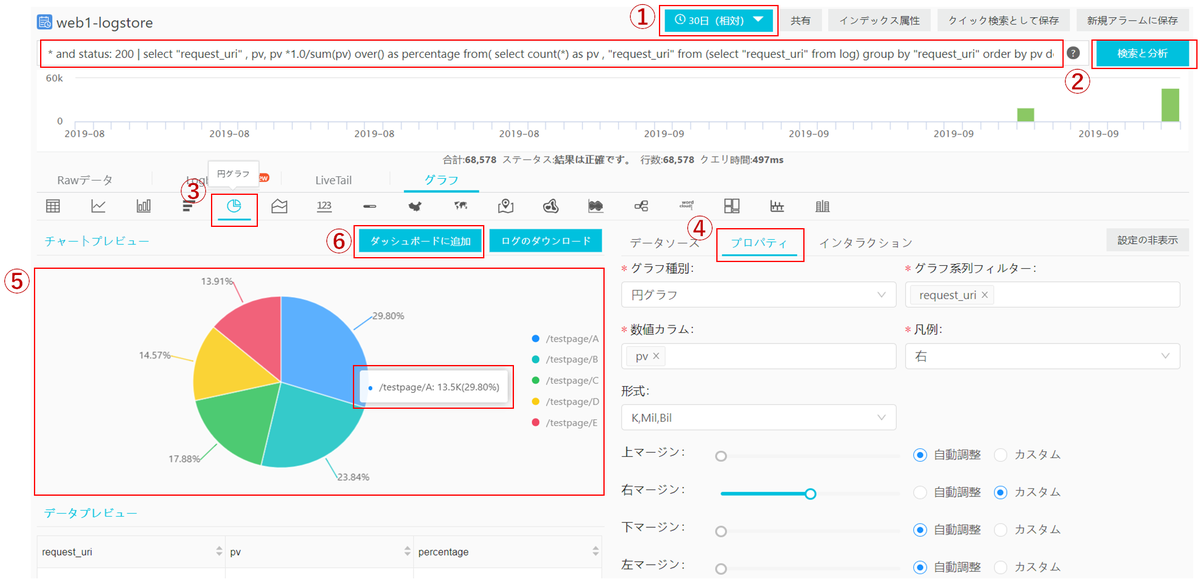 web1-logstore
①
30日（相対）
共有
インデックス属性
クイック検索として保存
新規アラームに保存
* and status: 200 | select "request_uri" , pv, pv *1.0/sum(pv) over() as percentage from( select count(*) as pv , "request_uri" from (select "request_uri" from log) group by "request_uri" order by pv d
?
検索と分析
②
60k
0
2019-08 2019-08 2019-08 2019-08 2019-09 2019-09 2019-09 2019-09
合計:68,578 ステータス:結果は正確です。 行数:68,578 クエリ時間:497ms
円グラフ
Rawデータ
LiveTail
グラフ
③
123
word
⑥
ダッシュボードに追加
ログのダウンロード
④
チャートプレビュー
データソース
プロパティ
インタラクション
設定の非表示
⑤
13.91%
29.80%
14.57%
17.88%
23.84%
/testpage/A: 13.5K(29.80%)
/testpage/A
/testpage/B
/testpage/C
/testpage/D
/testpage/E
* グラフ種別:
* グラフ系列フィルター:
円グラフ
request_uri ×
* 数値カラム:
* 凡例:
pv ×
右
形式:
K,Mil,Bil
上マージン: 自動調整 カスタム
右マージン: 自動調整 カスタム
下マージン: 自動調整 カスタム
左マージン: 自動調整 カスタム
データプレビュー
request_uri pv percentage